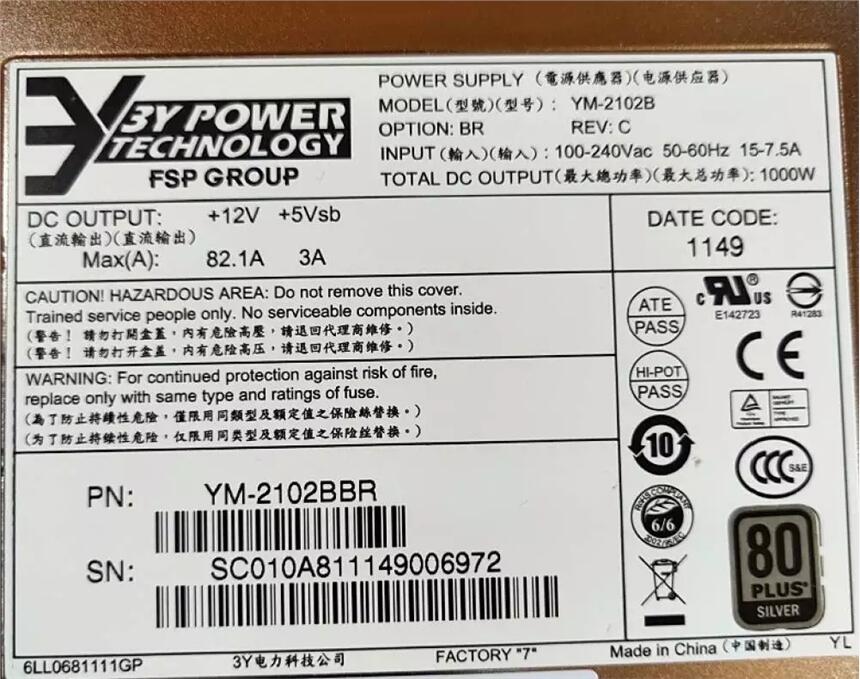 3Y POWER
TECHNOLOGY
FSP GROUP
POWER SUPPLY (電源供應器)(电源供应器)
MODEL(型號)(型号): YM-2102B
OPTION: BR REV: C
INPUT(輸入)(输入): 100-240Vac 50-60Hz 15-7.5A
TOTAL DC OUTPUT(最大總功率)(最大总功率): 1000W
DC OUTPUT: +12V +5Vsb
(直流輸出)(直流输出)
Max(A): 82.1A 3A
DATE CODE:
1149
CAUTION! HAZARDOUS AREA: Do not remove this cover.
Trained service people only. No serviceable components inside.
(警告! 請勿打開盒蓋,內有危險高壓,請退回代理商維修。)
(警告! 请勿打开盒盖,内有危险高压,请退回代理商维修。)
WARNING: For continued protection against risk of fire,
replace only with same type and ratings of fuse.
(為了防止持續性危險,僅限用同類型及額定值之保險絲替換。)
(为了防止持续性危险,仅限用同类型及额定值之保险丝替换。)
ATE
PASS
c RU US ®
E142723
R41283
HI-POT
PASS
CE
10
CCC S&E
RoHS COMPLIANT
6/6
2002/95/EC
80
PLUS®
SILVER
PN: YM-2102BBR
SN: SC010A811149006972
6LL0681111GP 3Y电力科技公司 FACTORY "7" Made in China (中国制造) YL